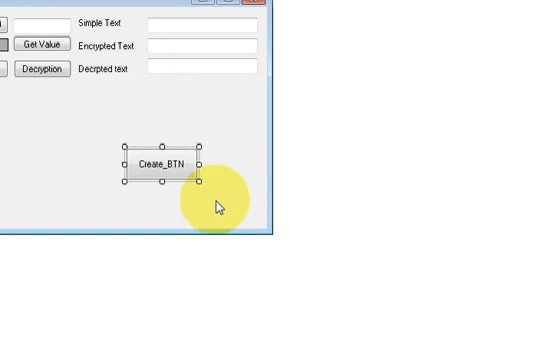 Simple Text
Get Value
Encrypted Text
Decryption
Decrpted text
Create_BTN